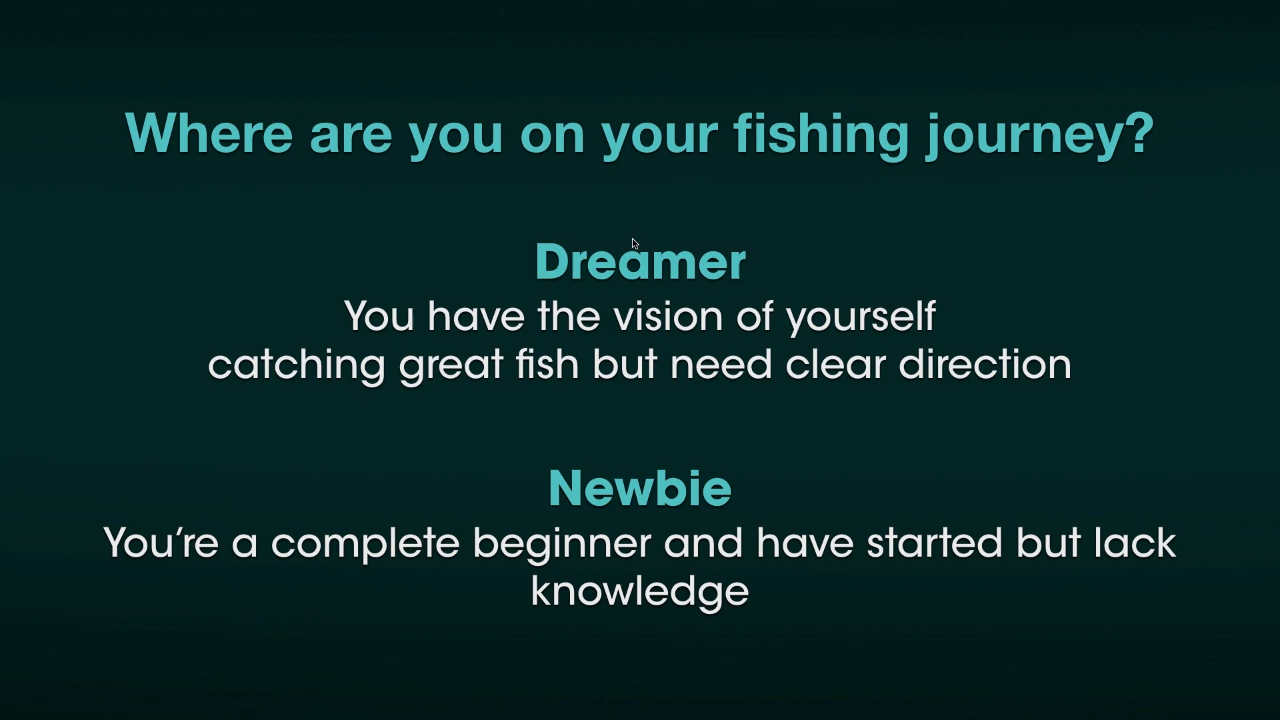 Where are you on your fishing journey?
Dreamer
You have the vision of yourself
catching great fish but need clear direction
Newbie
You’re a complete beginner and have started but lack
knowledge